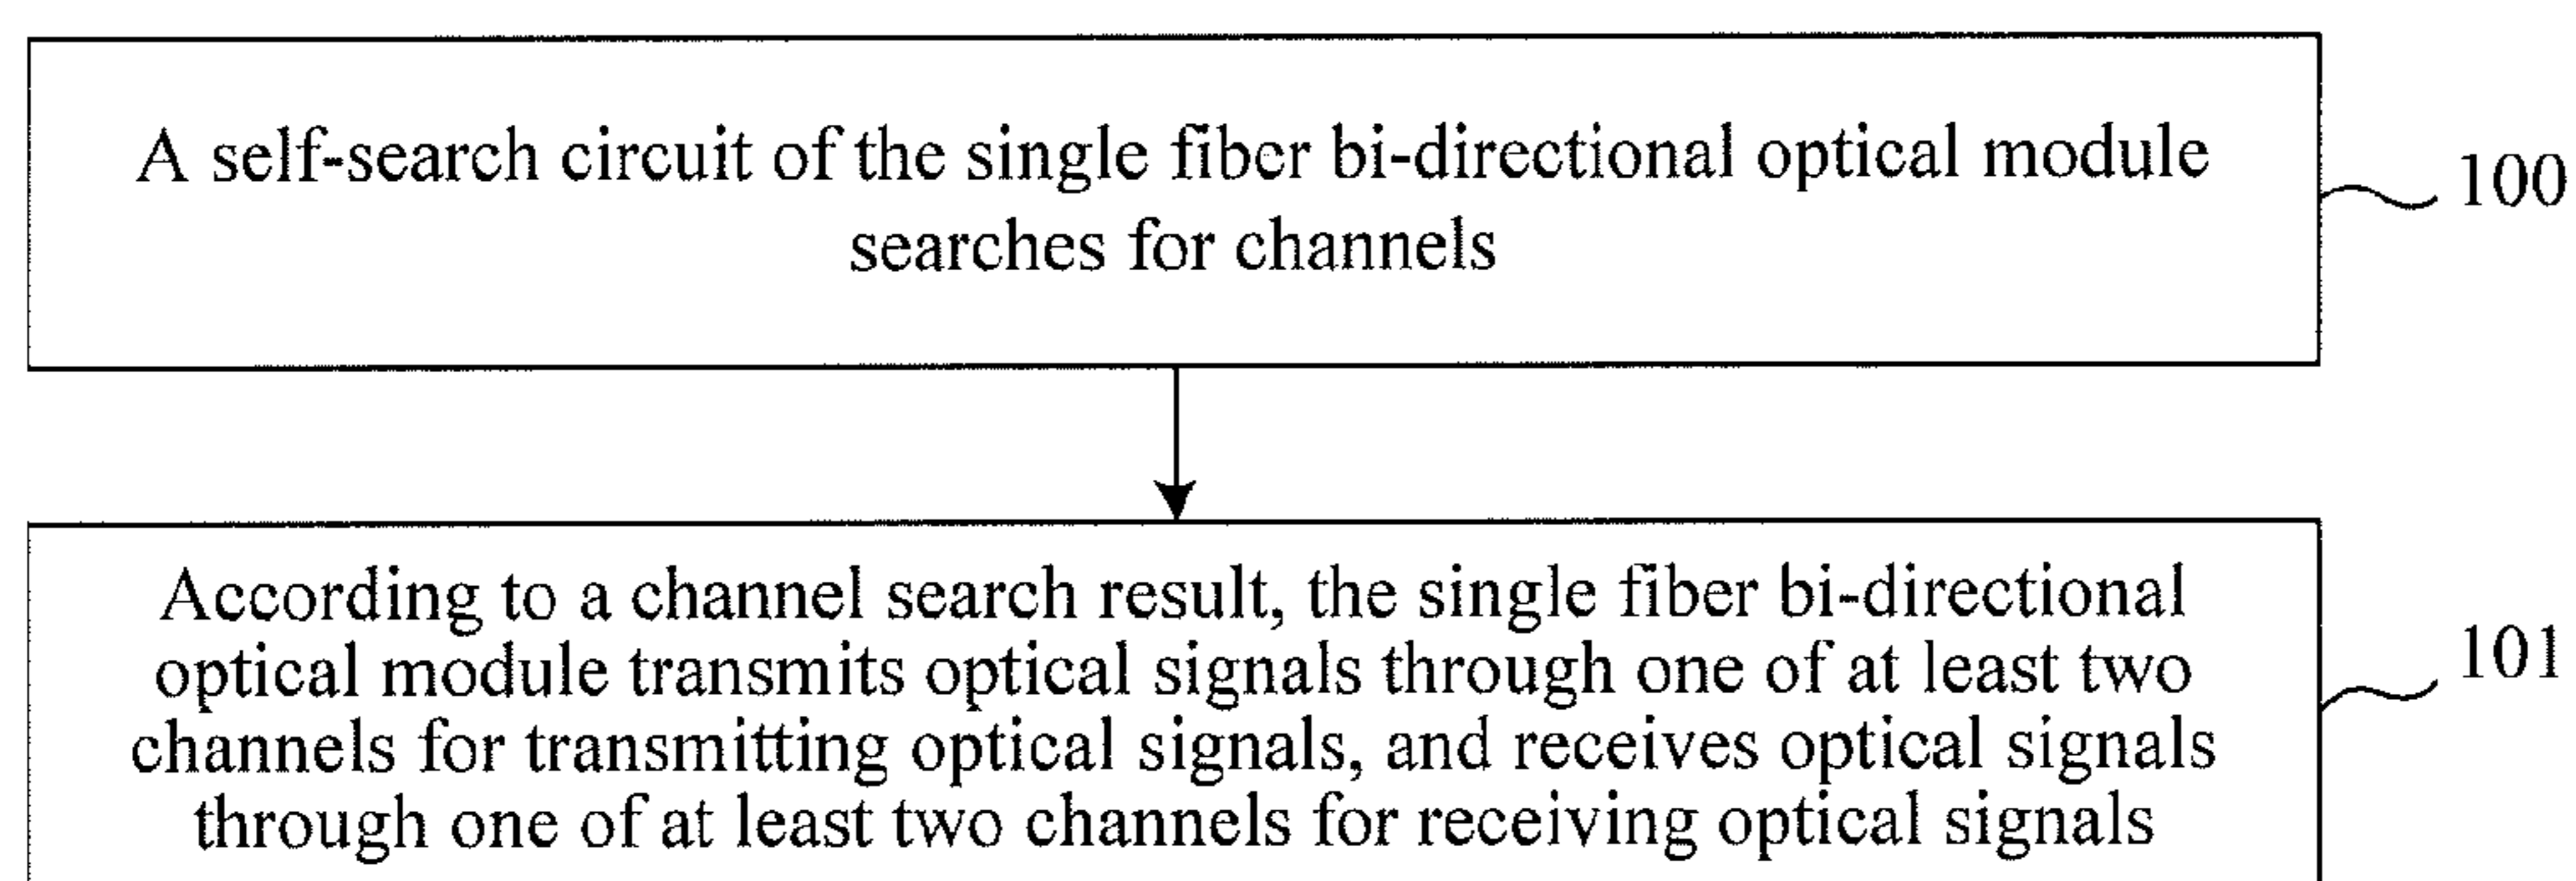 A self-search circuit of the single fiber bi-directional optical module
searches for channels
100
According to a channel search result, the single fiber bi-directional
optical module transmits optical signals through one of at least two
channels for transmitting optical signals, and receives optical signals
through one of at least two channels for receiving optical signals
101